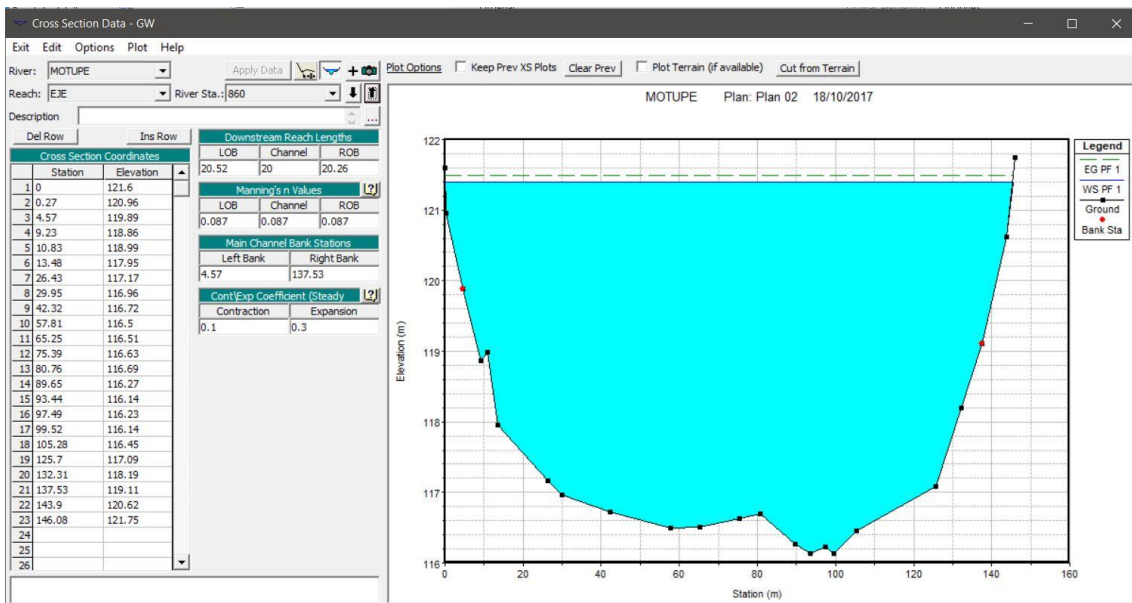 Cross Section Data - GW
Exit Edit Options Plot Help
River: MOTUPE Apply Data
Plot Options Keep Prev XS Plots Clear Prev Plot Terrain (if available) Cut from Terrain
Reach: EJE River Sta.: 860
Description ...
Del Row Ins Row
Cross Section Coordinates
Station Elevation
1 0 121.6
2 0.27 120.96
3 4.57 119.89
4 9.23 118.86
5 10.83 118.99
6 13.48 117.95
7 26.43 117.17
8 29.95 116.96
9 42.32 116.72
10 57.81 116.5
11 65.25 116.51
12 75.39 116.63
13 80.76 116.69
14 89.65 116.27
15 93.44 116.14
16 97.49 116.23
17 99.52 116.14
18 105.28 116.45
19 125.7 117.09
20 132.31 118.19
21 137.53 119.11
22 143.9 120.62
23 146.08 121.75
24
25
26
Downstream Reach Lengths
LOB Channel ROB
20.52 20 20.26
Manning's n Values ?
LOB Channel ROB
0.087 0.087 0.087
Main Channel Bank Stations
Left Bank Right Bank
4.57 137.53
Cont\Exp Coefficient (Steady ?
Contraction Expansion
0.1 0.3
MOTUPE Plan: Plan 02 18/10/2017
Elevation (m)
122
121
120
119
118
117
116
0 20 40 60 80 100 120 140 160
Station (m)
Legend
EG PF 1
WS PF 1
Ground
Bank Sta